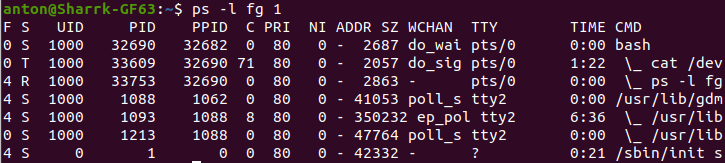 anton@Sharrk-GF63:~$ ps -l fg 1
F S UID PID PPID C PRI NI ADDR SZ WCHAN TTY TIME CMD
0 S 1000 32690 32682 0 80 0 - 2687 do_wai pts/0 0:00 bash
0 T 1000 33609 32690 71 80 0 - 2057 do_sig pts/0 1:22 \_ cat /dev
4 R 1000 33753 32690 0 80 0 - 2863 - pts/0 0:00 \_ ps -l fg
4 S 1000 1088 1062 0 80 0 - 41053 poll_s tty2 0:00 /usr/lib/gdm
4 S 1000 1093 1088 8 80 0 - 350232 ep_pol tty2 6:36 \_ /usr/lib
0 S 1000 1213 1088 0 80 0 - 47764 poll_s tty2 0:00 \_ /usr/lib
4 S 0 1 0 0 80 0 - 42332 - ? 0:21 /sbin/init s